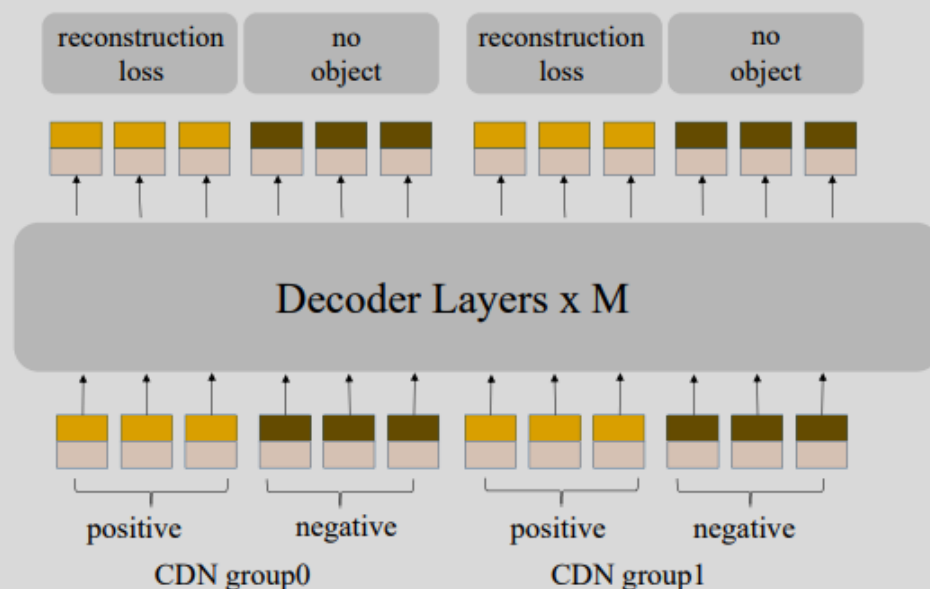 reconstruction
loss
no
object
reconstruction
loss
no
object
Decoder Layers x M
positive
negative
positive
negative
CDN group0
CDN group1